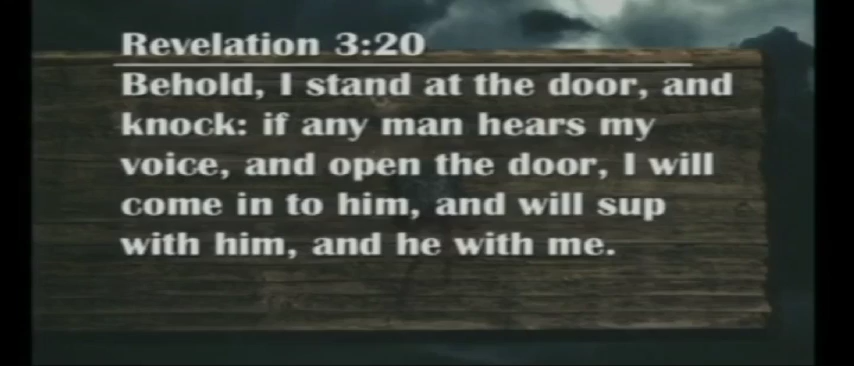 Revelation 3:20
Behold, I stand at the door, and
knock: if any man hears my
voice, and open the door, I will
come in to him, and will sup
with him, and he with me.